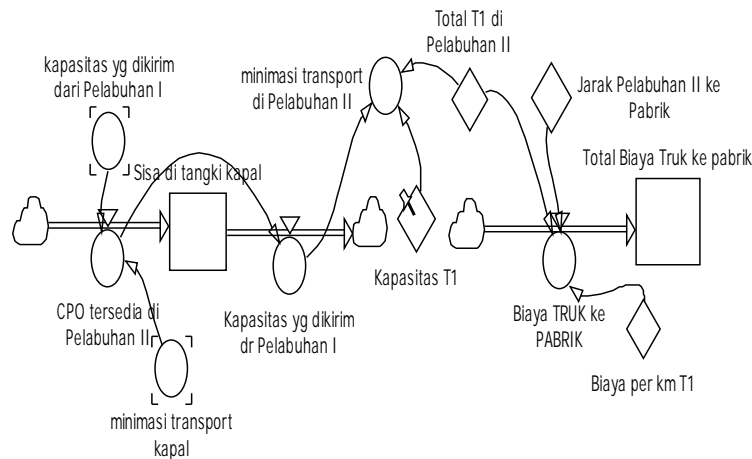 kapasitas yg dikirim
dari Pelabuhan I
minimasi transport
di Pelabuhan II
Total T1 di
Pelabuhan II
Jarak Pelabuhan II ke
Pabrik
Sisa di tangki kapal
Total Biaya Truk ke pabrik
Kapasitas T1
CPO tersedia di
Pelabuhan II
Kapasitas yg dikirim
dr Pelabuhan I
Biaya TRUK ke
PABRIK
Biaya per km T1
minimasi transport
kapal